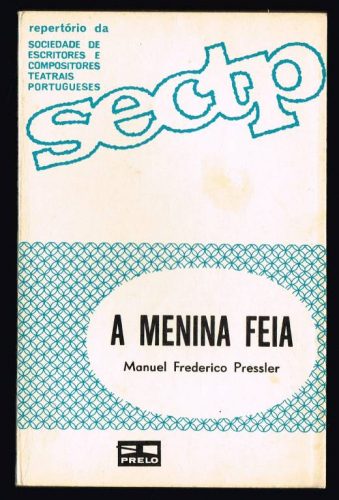 repertório da
SOCIEDADE DE
ESCRITORES E
COMPOSITORES
TEATRAIS
PORTUGUESES
sectp
A MENINA FEIA
Manuel Frederico Pressler
PRELO